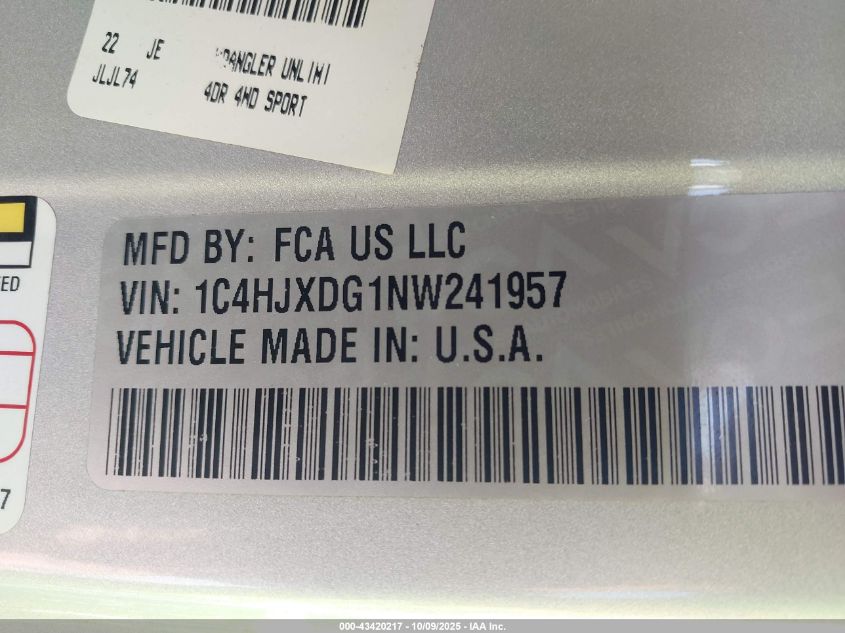 22 JE WRANGLER UNLIMI
JLJL74 4DR 4WD SPORT
MFD BY: FCA US LLC
VIN: 1C4HJXDG1NW241957
VEHICLE MADE IN: U.S.A.
ED
7
000-43420217 - 10/09/2025 - IAA Inc.